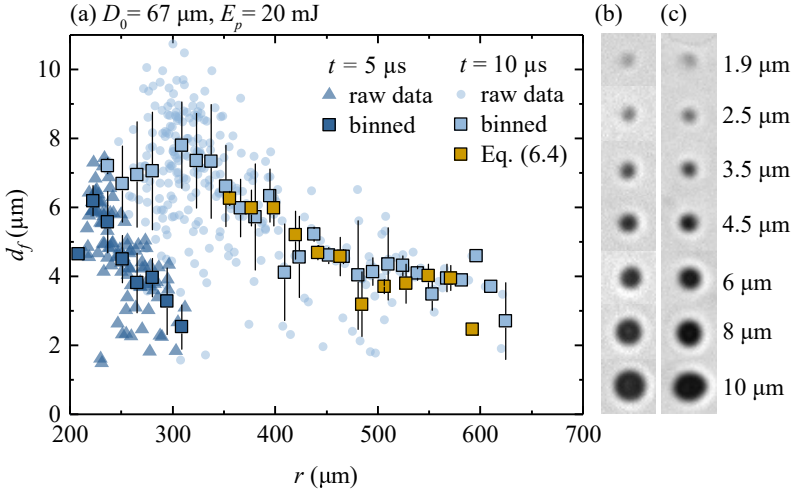 (a) D₀= 67 µm, Eₚ= 20 mJ
(b)
(c)
t = 5 µs
raw data
binned
t = 10 µs
raw data
binned
Eq. (6.4)
d_f (µm)
10
8
6
4
2
0
200
300
400
500
600
700
r (µm)
1.9 µm
2.5 µm
3.5 µm
4.5 µm
6 µm
8 µm
10 µm